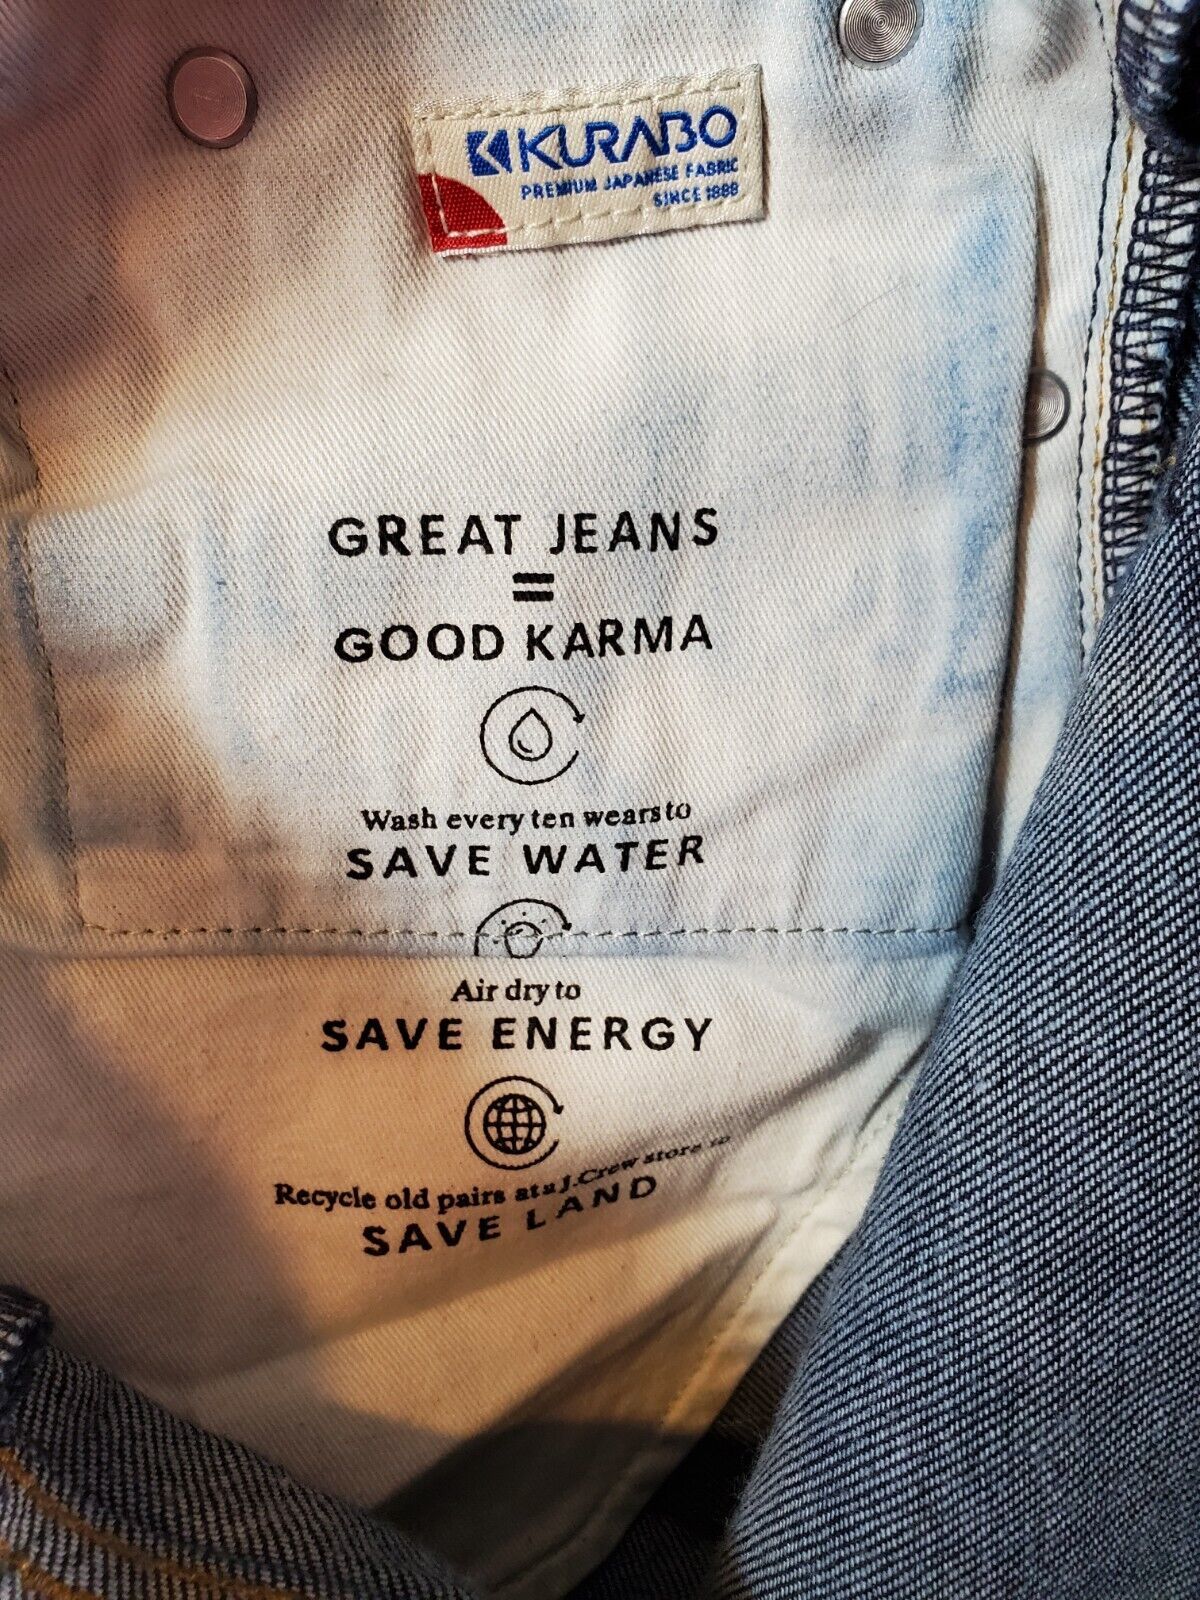 KURABO
PREMIUM JAPANESE FABRIC
SINCE 1888
GREAT JEANS
=
GOOD KARMA
Wash every ten wears to
SAVE WATER
Air dry to
SAVE ENERGY
Recycle old pairs at a J.Crew store to
SAVE LAND